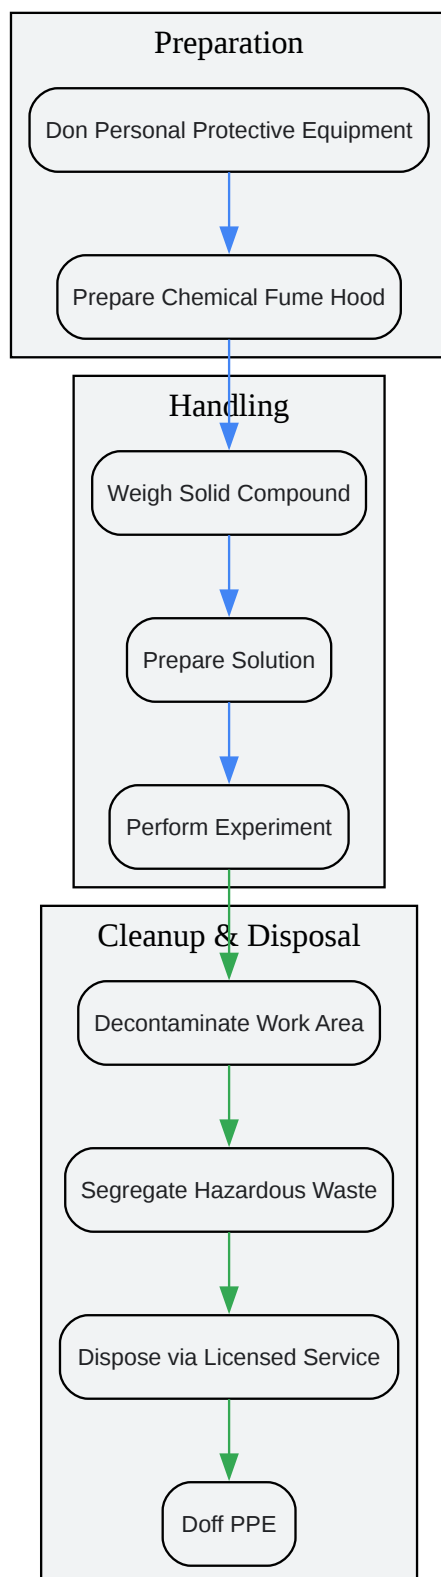 Preparation
Don Personal Protective Equipment
Prepare Chemical Fume Hood
Handling
Weigh Solid Compound
Prepare Solution
Perform Experiment
Cleanup & Disposal
Decontaminate Work Area
Segregate Hazardous Waste
Dispose via Licensed Service
Doff PPE